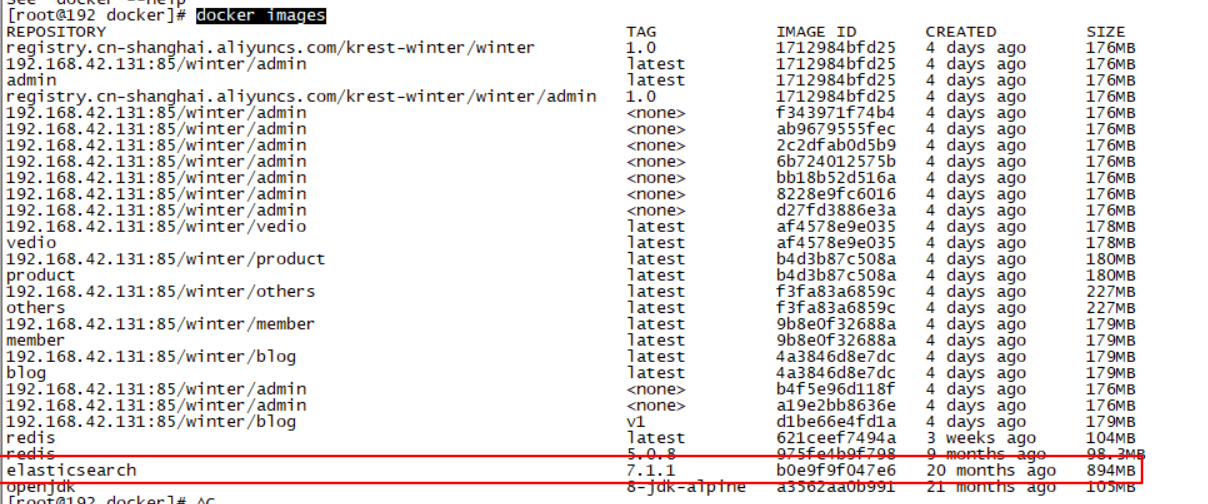 See 'docker --help'
[root@192 docker]# docker images
REPOSITORY TAG IMAGE ID CREATED SIZE
registry.cn-shanghai.aliyuncs.com/krest-winter/winter 1.0 1712984bfd25 4 days ago 176MB
192.168.42.131:85/winter/admin latest 1712984bfd25 4 days ago 176MB
admin latest 1712984bfd25 4 days ago 176MB
registry.cn-shanghai.aliyuncs.com/krest-winter/winter/admin 1.0 1712984bfd25 4 days ago 176MB
192.168.42.131:85/winter/admin <none> f343971f74b4 4 days ago 176MB
192.168.42.131:85/winter/admin <none> ab9679555fec 4 days ago 176MB
192.168.42.131:85/winter/admin <none> 2c2dfab0d5b9 4 days ago 176MB
192.168.42.131:85/winter/admin <none> 6b724012575b 4 days ago 176MB
192.168.42.131:85/winter/admin <none> bb18b52d516a 4 days ago 176MB
192.168.42.131:85/winter/admin <none> 8228e9fc6016 4 days ago 176MB
192.168.42.131:85/winter/admin <none> d27fd3886e3a 4 days ago 176MB
192.168.42.131:85/winter/vedio latest af4578e9e035 4 days ago 178MB
vedio latest af4578e9e035 4 days ago 178MB
192.168.42.131:85/winter/product latest b4d3b87c508a 4 days ago 180MB
product latest b4d3b87c508a 4 days ago 180MB
192.168.42.131:85/winter/others latest f3fa83a6859c 4 days ago 227MB
others latest f3fa83a6859c 4 days ago 227MB
192.168.42.131:85/winter/member latest 9b8e0f32688a 4 days ago 179MB
member latest 9b8e0f32688a 4 days ago 179MB
192.168.42.131:85/winter/blog latest 4a3846d8e7dc 4 days ago 179MB
blog latest 4a3846d8e7dc 4 days ago 179MB
192.168.42.131:85/winter/admin <none> b4f5e96d118f 4 days ago 176MB
192.168.42.131:85/winter/admin <none> a19e2bb8636e 4 days ago 176MB
192.168.42.131:85/winter/blog v1 d1be66e4fd1a 4 days ago 179MB
redis latest 621ceef7494a 3 weeks ago 104MB
redis 5.0.8 975fe4b9f798 9 months ago 98.3MB
elasticsearch 7.1.1 b0e9f9f047e6 20 months ago 894MB
openjdk 8-jdk-alpine a3562aa0b991 21 months ago 105MB
[root@192 docker]# ^C